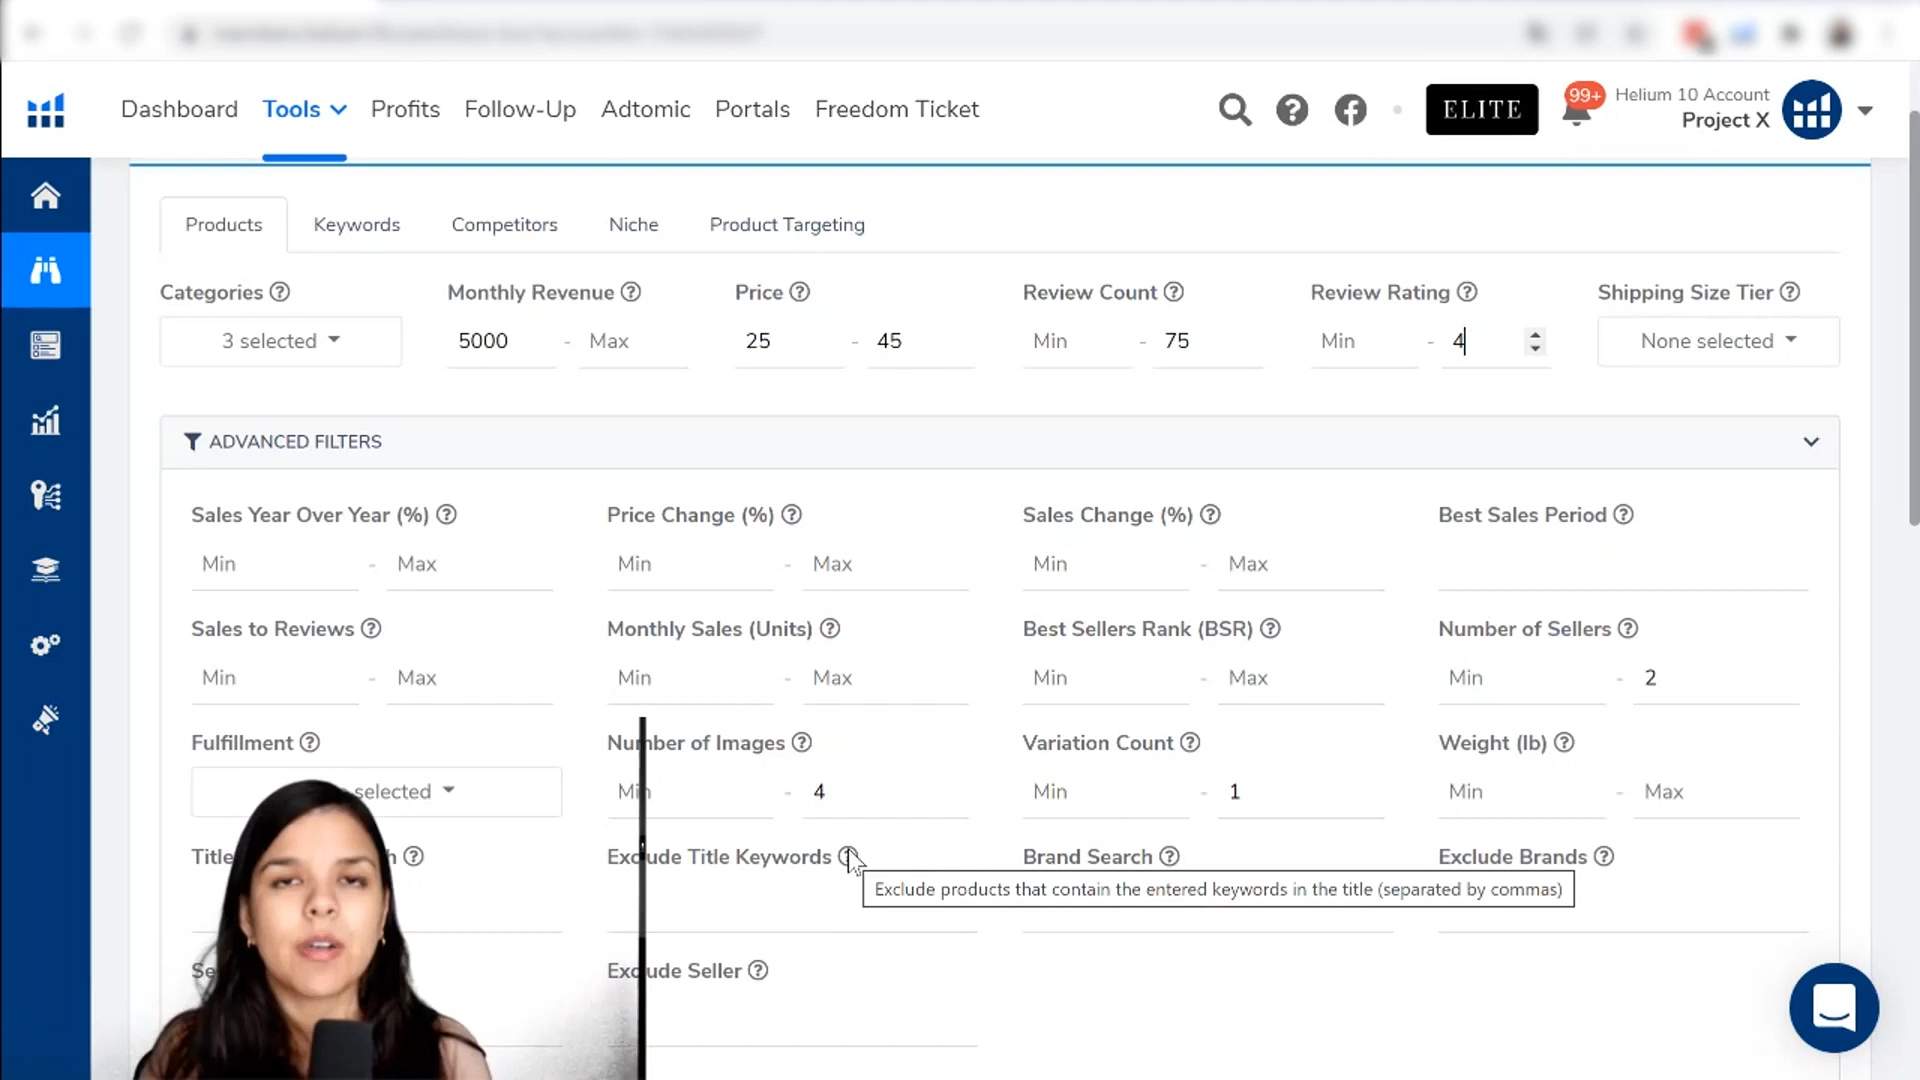 Dashboard Tools Profits Follow-Up Adtomic Portals Freedom Ticket ELITE 99+ Helium 10 Account
Project X
Products Keywords Competitors Niche Product Targeting
Categories Monthly Revenue Price Review Count Review Rating Shipping Size Tier
3 selected 5000 - Max 25 - 45 Min - 75 Min - 4 None selected
ADVANCED FILTERS
Sales Year Over Year (%) Price Change (%) Sales Change (%) Best Sales Period
Min - Max Min - Max Min - Max
Sales to Reviews Monthly Sales (Units) Best Sellers Rank (BSR) Number of Sellers
Min - Max Min - Max Min - Max Min - 2
Fulfillment Number of Images Variation Count Weight (lb)
selected Min - 4 Min - 1 Min - Max
Title Exclude Title Keywords Brand Search Exclude Brands
Exclude products that contain the entered keywords in the title (separated by commas)
Exclude Seller